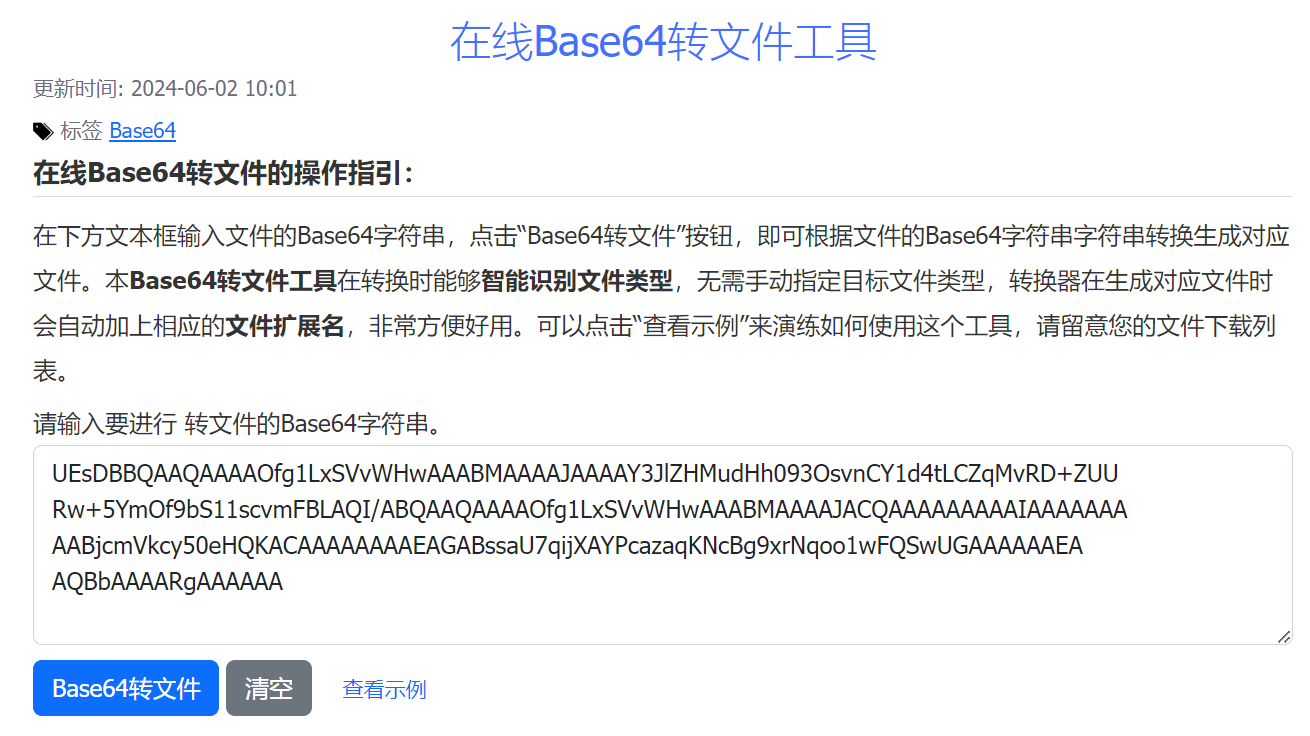 在线Base64转文件工具
更新时间: 2024-06-02 10:01
标签 Base64
在线Base64转文件的操作指引：
在下方文本框输入文件的Base64字符串，点击“Base64转文件”按钮，即可根据文件的Base64字符串字符串转换生成对应
文件。本Base64转文件工具在转换时能够智能识别文件类型，无需手动指定目标文件类型，转换器在生成对应文件时
会自动加上相应的文件扩展名，非常方便好用。可以点击“查看示例”来演练如何使用这个工具，请留意您的文件下载列
表。
请输入要进行 转文件的Base64字符串。
UEsDBBQAAQAAAAOfg1LxSVvWHwAAABMAAAAJAAAAY3JlZHMudHh093OsvnCY1d4tLCZqMvRD+ZUU
Rw+5YmOf9bS11scvmFBLAQI/ABQAAQAAAAOfg1LxSVvWHwAAABMAAAAJACQAAAAAAAAAIAAAAAAA
AABjcmVkcy50eHQKACAAAAAAAAEAGABssaU7qijXAYPcazaqKNcBg9xrNqoo1wFQSwUGAAAAAAEA
AQBbAAAARgAAAAAA
Base64转文件 清空 查看示例